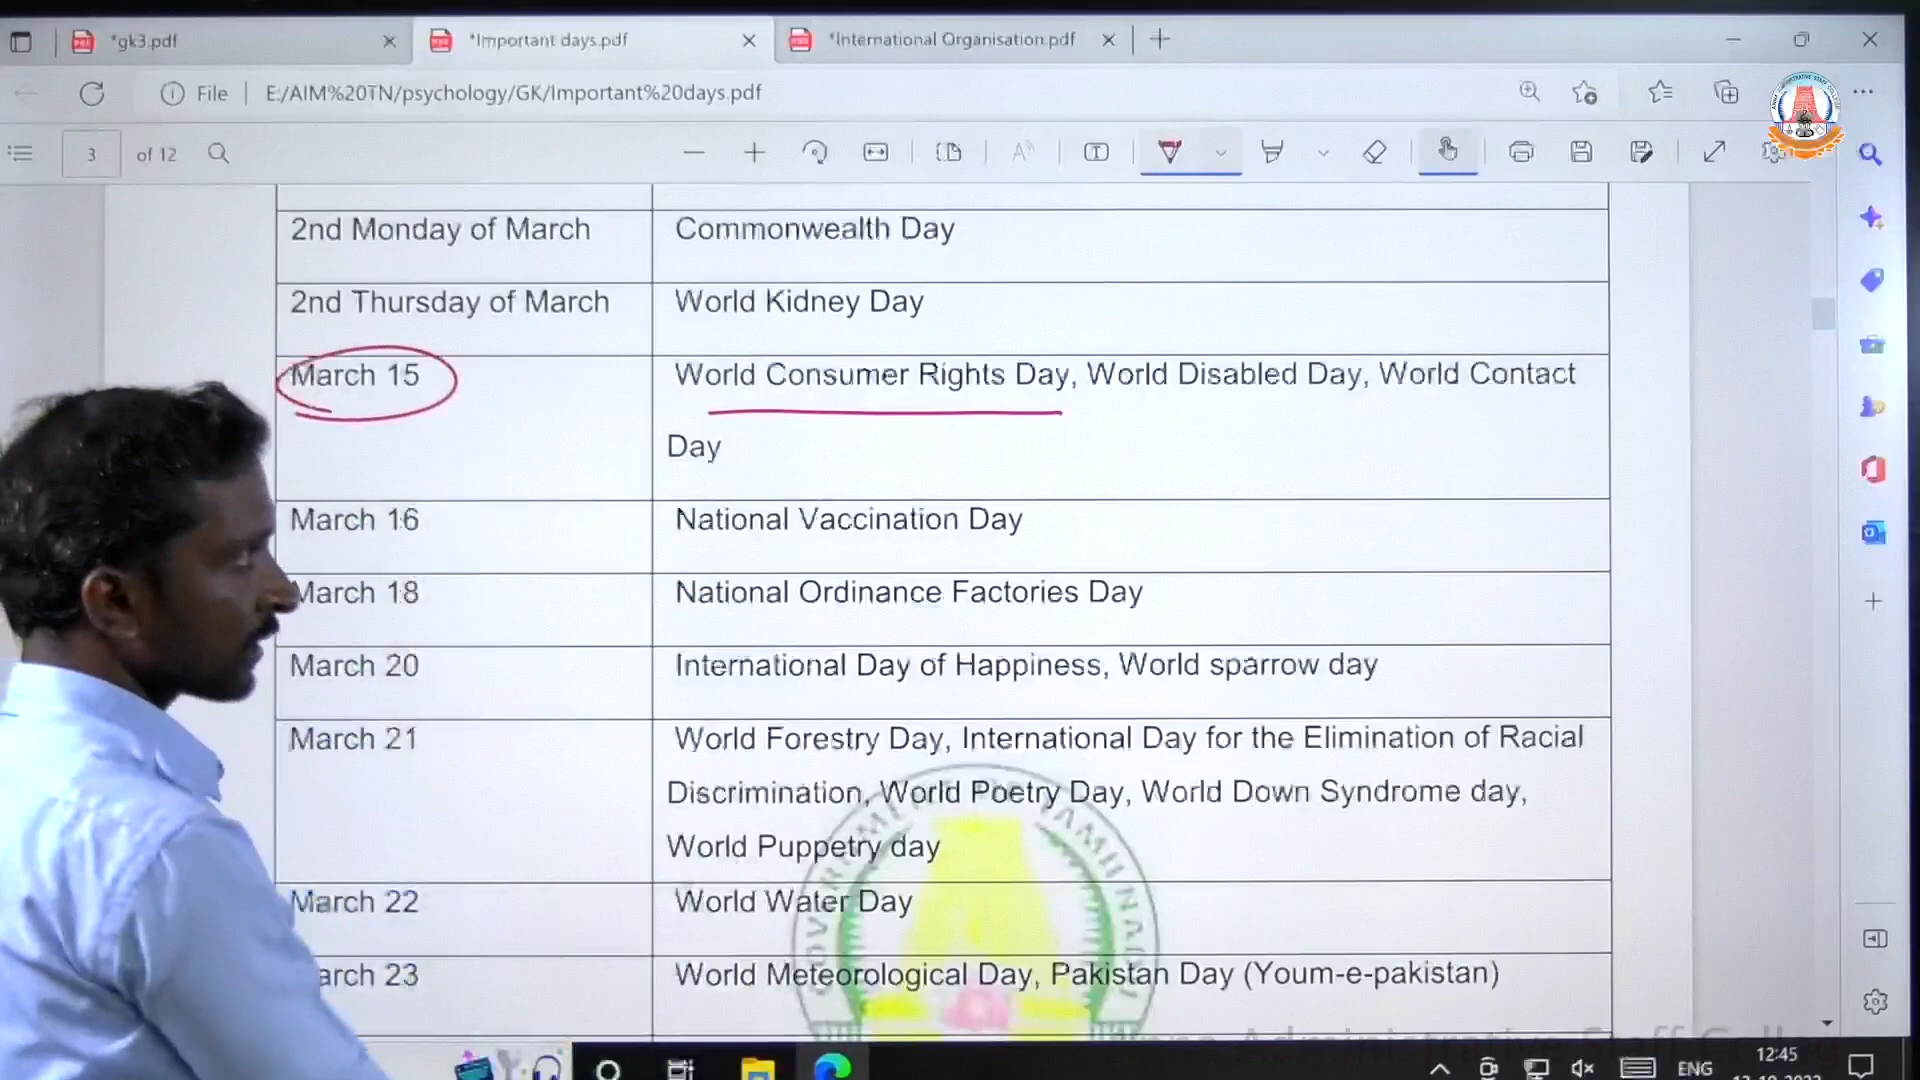 *gk3.pdf
*Important days.pdf
*International Organisation.pdf
File
E:/AIM%20TN/psychology/GK/Important%20days.pdf
3 of 12
2nd Monday of March Commonwealth Day
2nd Thursday of March World Kidney Day
March 15 World Consumer Rights Day, World Disabled Day, World Contact
Day
March 16 National Vaccination Day
March 18 National Ordinance Factories Day
March 20 International Day of Happiness, World sparrow day
March 21 World Forestry Day, International Day for the Elimination of Racial
Discrimination, World Poetry Day, World Down Syndrome day,
World Puppetry day
March 22 World Water Day
arch 23 World Meteorological Day, Pakistan Day (Youm-e-pakistan)
ENG
12:45